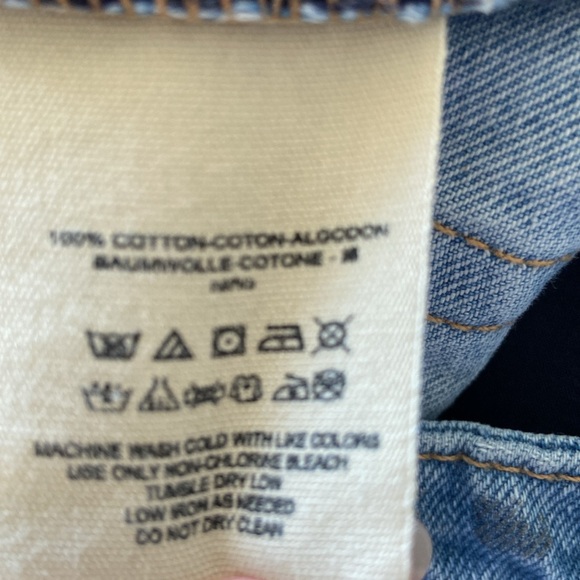 100% COTTON-COTON-ALGODON
BAUMWOLLE-COTONE - 綿
MACHINE WASH COLD WITH LIKE COLORS
USE ONLY NON-CHLORINE BLEACH
TUMBLE DRY LOW
LOW IRON AS NEEDED
DO NOT DRY CLEAN